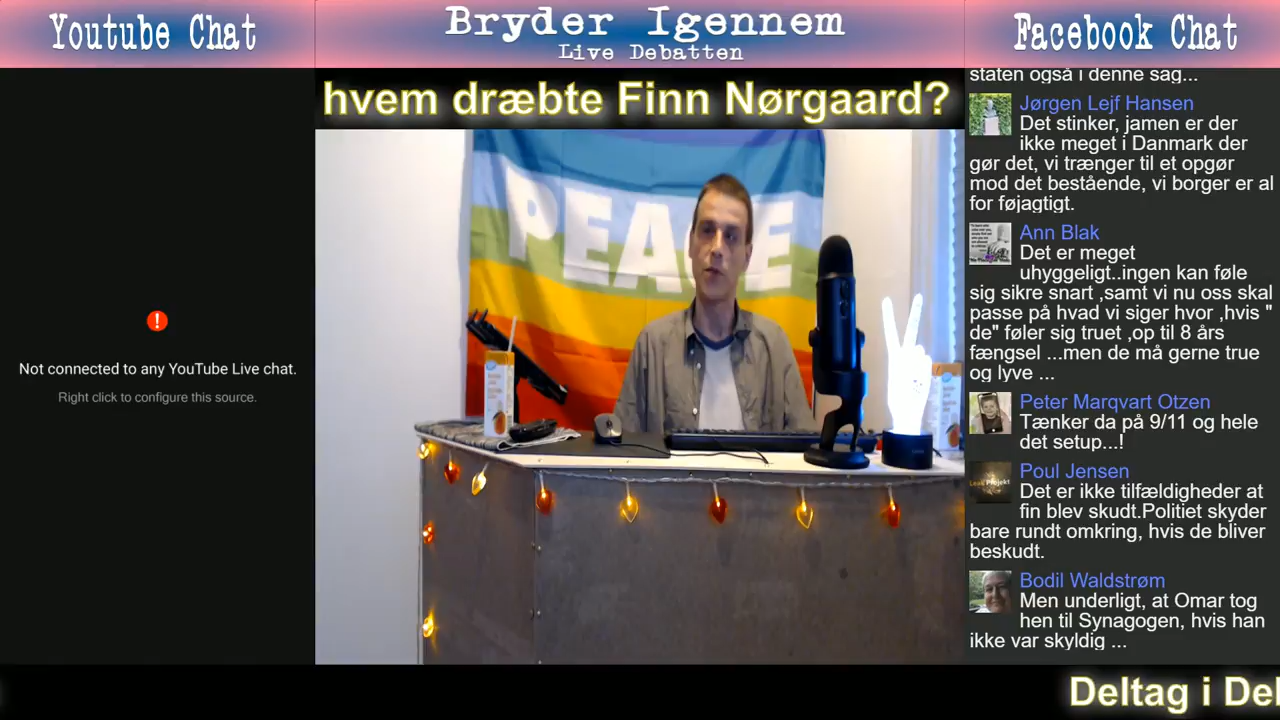 Youtube Chat
Bryder Igennem
Live Debatten
Facebook Chat
hvem dræbte Finn Nørgaard?
PEACE
Not connected to any YouTube Live chat.
Right click to configure this source.
staten også i denne sag...
Jørgen Lejf Hansen
Det stinker, jamen er der
ikke meget i Danmark der
gør det, vi trænger til et opgør
mod det bestående, vi borger er al
for føjagtigt.
Ann Blak
Det er meget
uhyggeligt..ingen kan føle
sig sikre snart ,samt vi nu oss skal
passe på hvad vi siger hvor ,hvis "
de" føler sig truet ,op til 8 års
fængsel ...men de må gerne true
og lyve ...
Peter Marqvart Otzen
Tænker da på 9/11 og hele
det setup...!
Poul Jensen
Det er ikke tilfældigheder at
fin blev skudt.Politiet skyder
bare rundt omkring, hvis de bliver
beskudt.
Bodil Waldstrøm
Men underligt, at Omar tog
hen til Synagogen, hvis han
ikke var skyldig ...
Deltag i Del